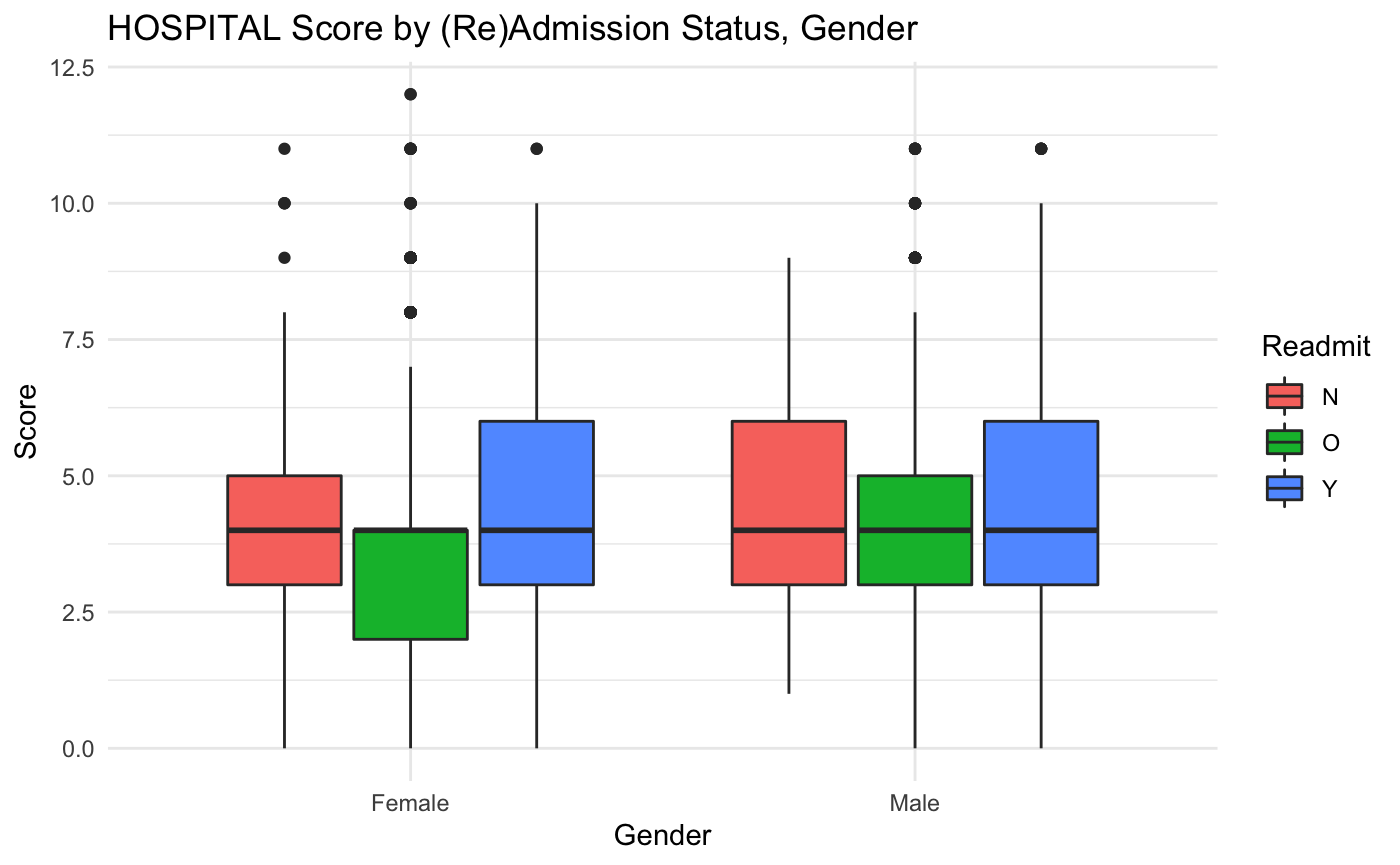 HOSPITAL Score by (Re)Admission Status, Gender
12.5
10.0
7.5
5.0
2.5
0.0
Score
Female Male
Gender
Readmit
N
O
Y